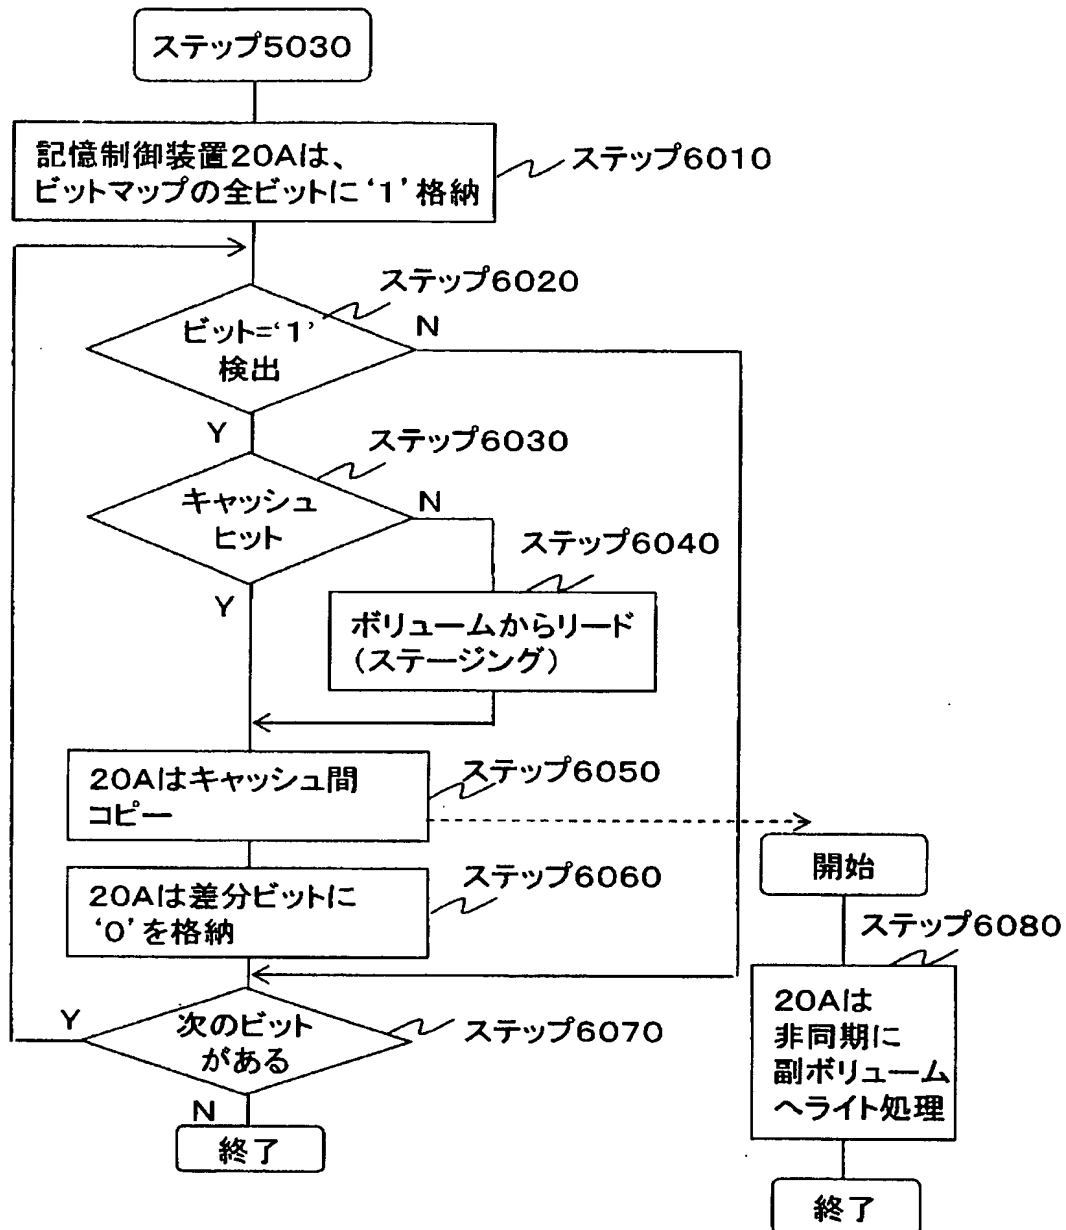 ステップ5030
記憶制御装置20Aは、
ビットマップの全ビットに‘1’格納
ステップ6010
ステップ6020
ビット=‘1’
検出
N
Y
ステップ6030
キャッシュ
ヒット
N
Y
ステップ6040
ボリュームからリード
（ステージング）
20Aはキャッシュ間
コピー
ステップ6050
20Aは差分ビットに
‘0’を格納
ステップ6060
次のビット
がある
Y
N
ステップ6070
終了
開始
ステップ6080
20Aは
非同期に
副ボリューム
へライト処理
終了